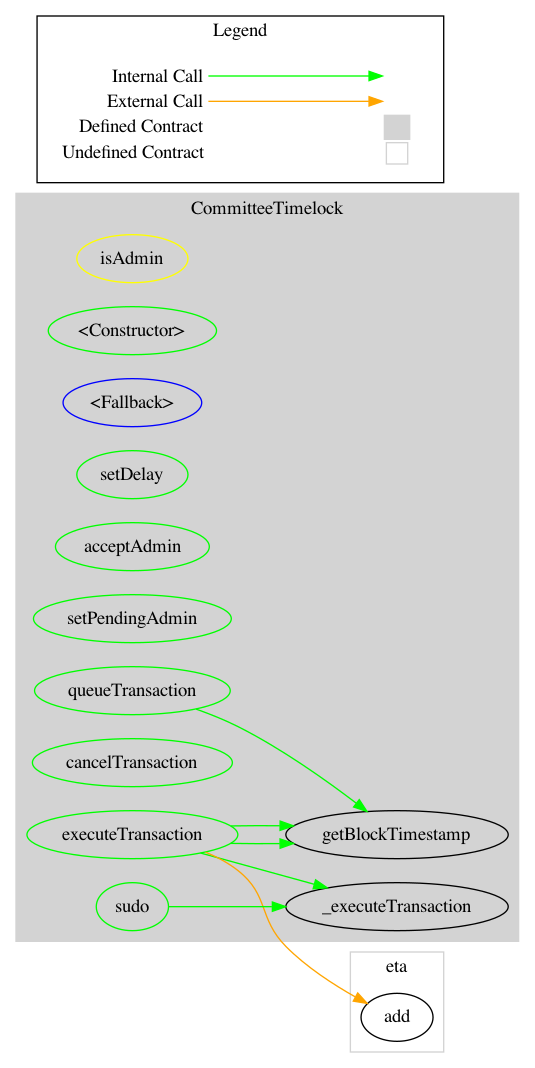 Legend
Internal Call
External Call
Defined Contract
Undefined Contract
CommitteeTimelock
isAdmin
<Constructor>
<Fallback>
setDelay
acceptAdmin
setPendingAdmin
queueTransaction
cancelTransaction
executeTransaction
getBlockTimestamp
sudo
_executeTransaction
eta
add